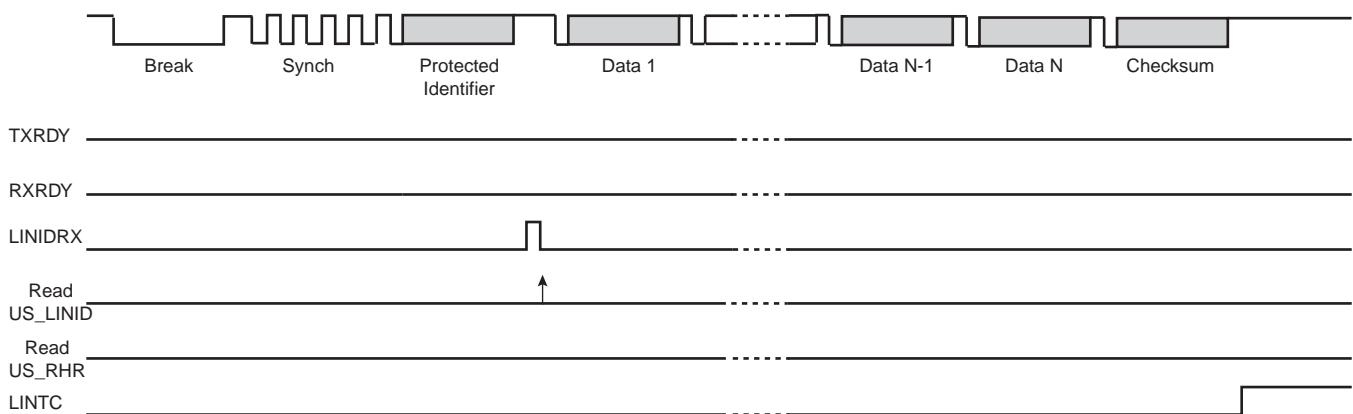 Break
Synch
Protected
Identifier
Data 1
Data N-1
Data N
Checksum
TXRDY
RXRDY
LINIDRX
Read
US_LINID
Read
US_RHR
LINTC